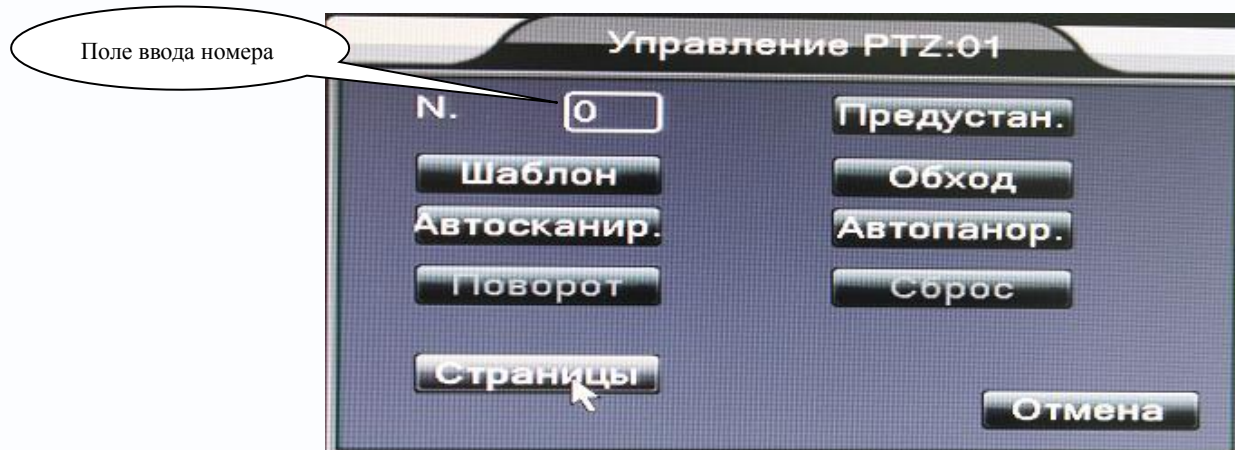 Поле ввода номера
Управление PTZ:01
N. 0 Предустан.
Шаблон Обход
Автосканир. Автопанор.
Поворот Сброс
Страницы
Отмена